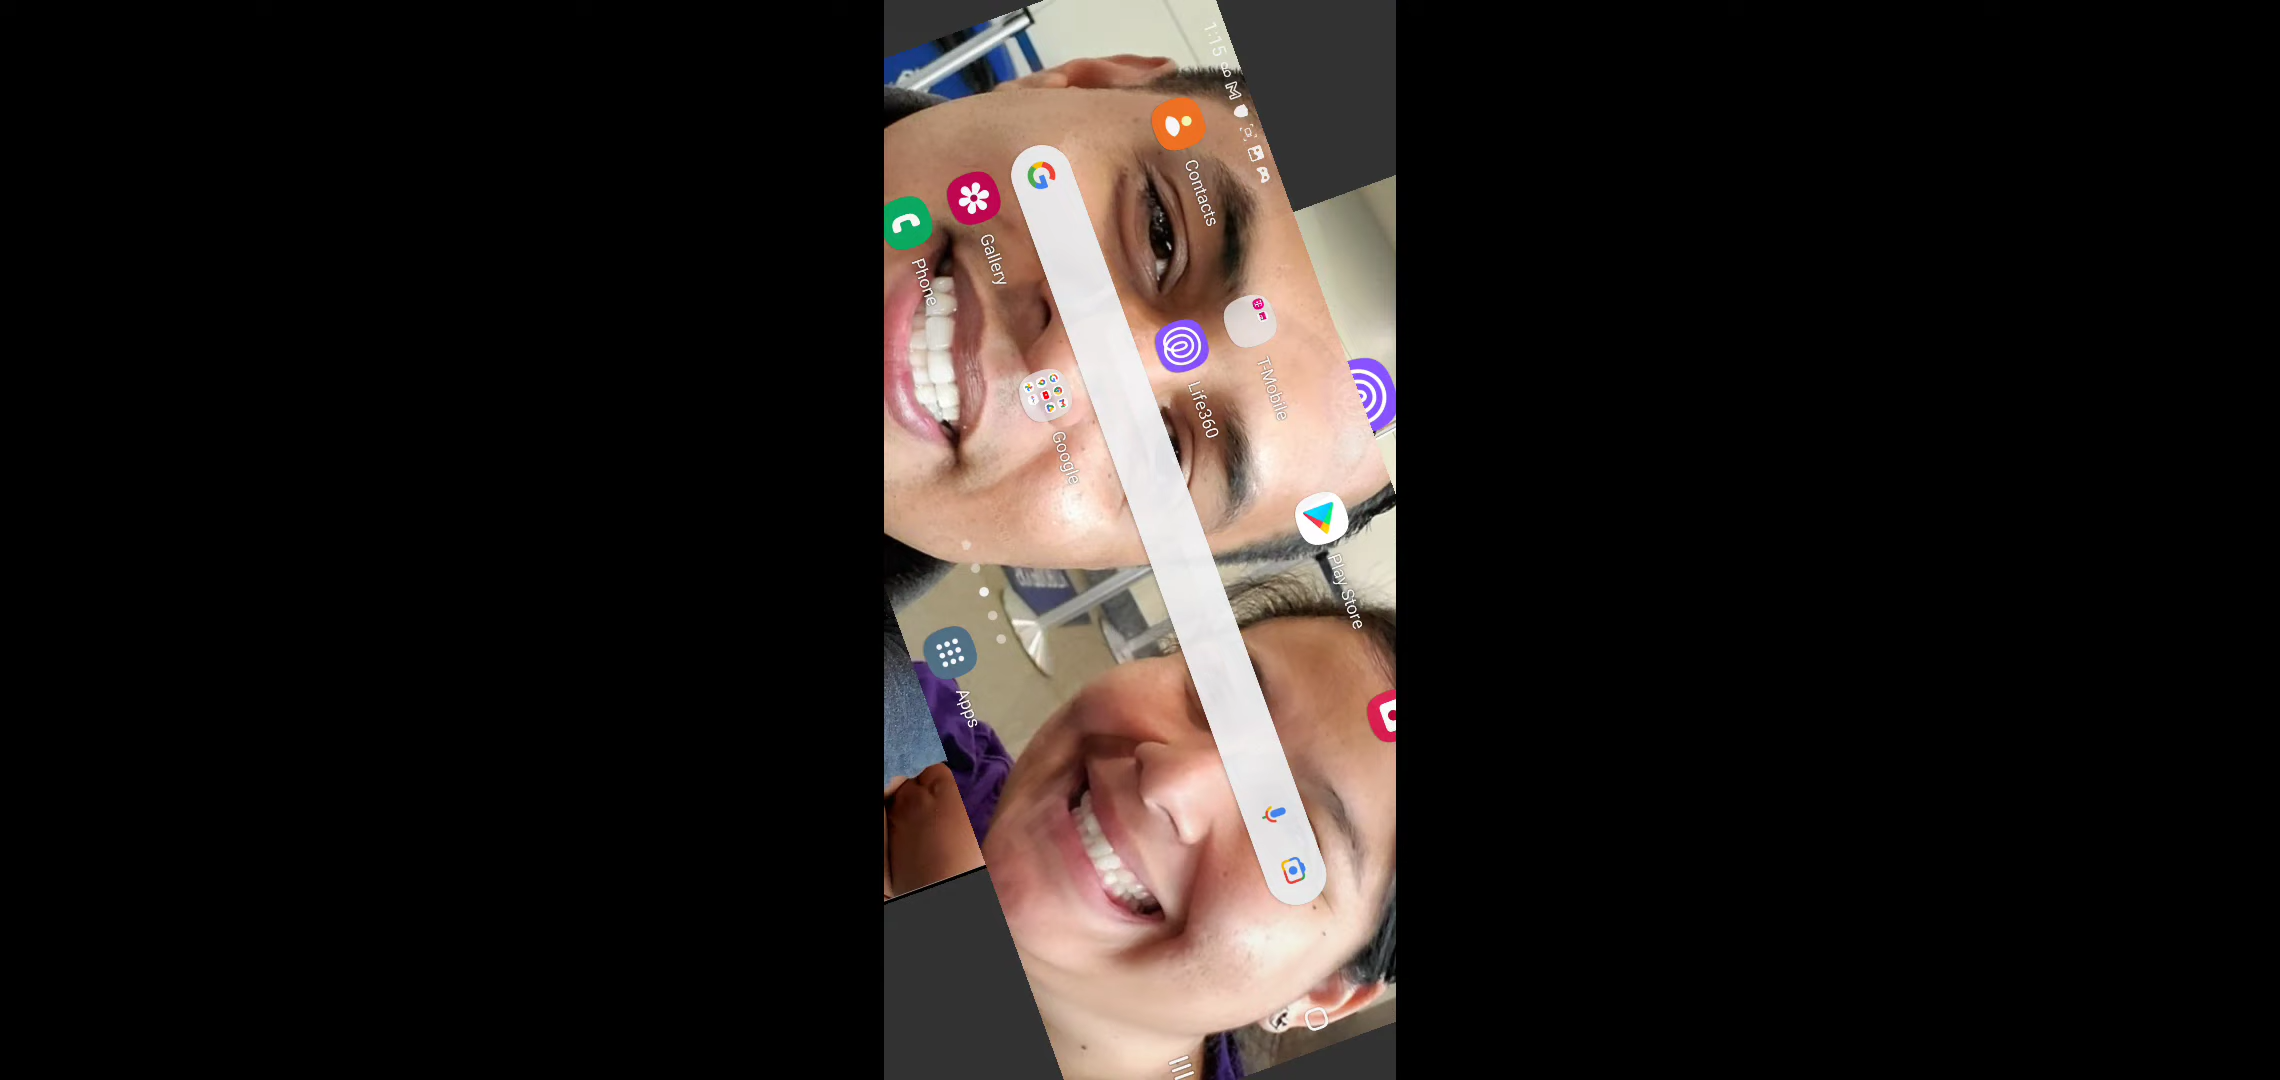 1:15
Contacts
T-Mobile
Life360
Play Store
Gallery
Google
Phone
Apps